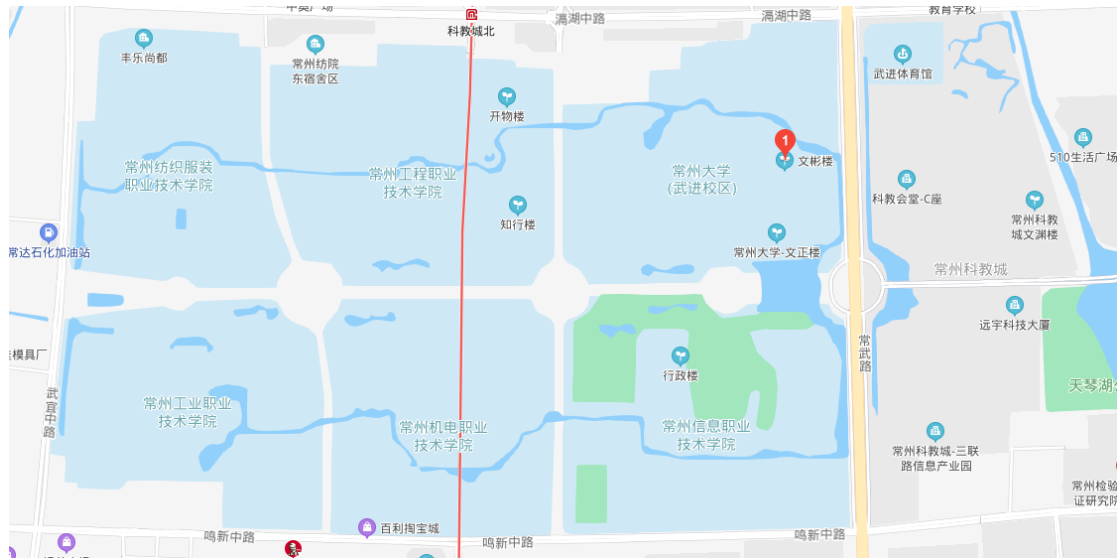 滆湖中路
滆湖中路
教育学校
科教城北
丰乐尚都
常州纺院
东宿舍区
武进体育馆
开物楼
1
文彬楼
510生活广场
常州纺织服装
职业技术学院
常州工程职业
技术学院
常州大学
(武进校区)
科教会堂-C座
知行楼
常州科教
城文渊楼
常达石化加油站
常州大学-文正楼
常州科教城
远宇科技大厦
模具厂
常武路
行政楼
天琴湖
武宜中路
常州工业职业
技术学院
常州机电职业
技术学院
常州信息职业
技术学院
常州科教城-三联
路信息产业园
常州检验
证研究院
百利掏宝城
鸣新中路
鸣新中路